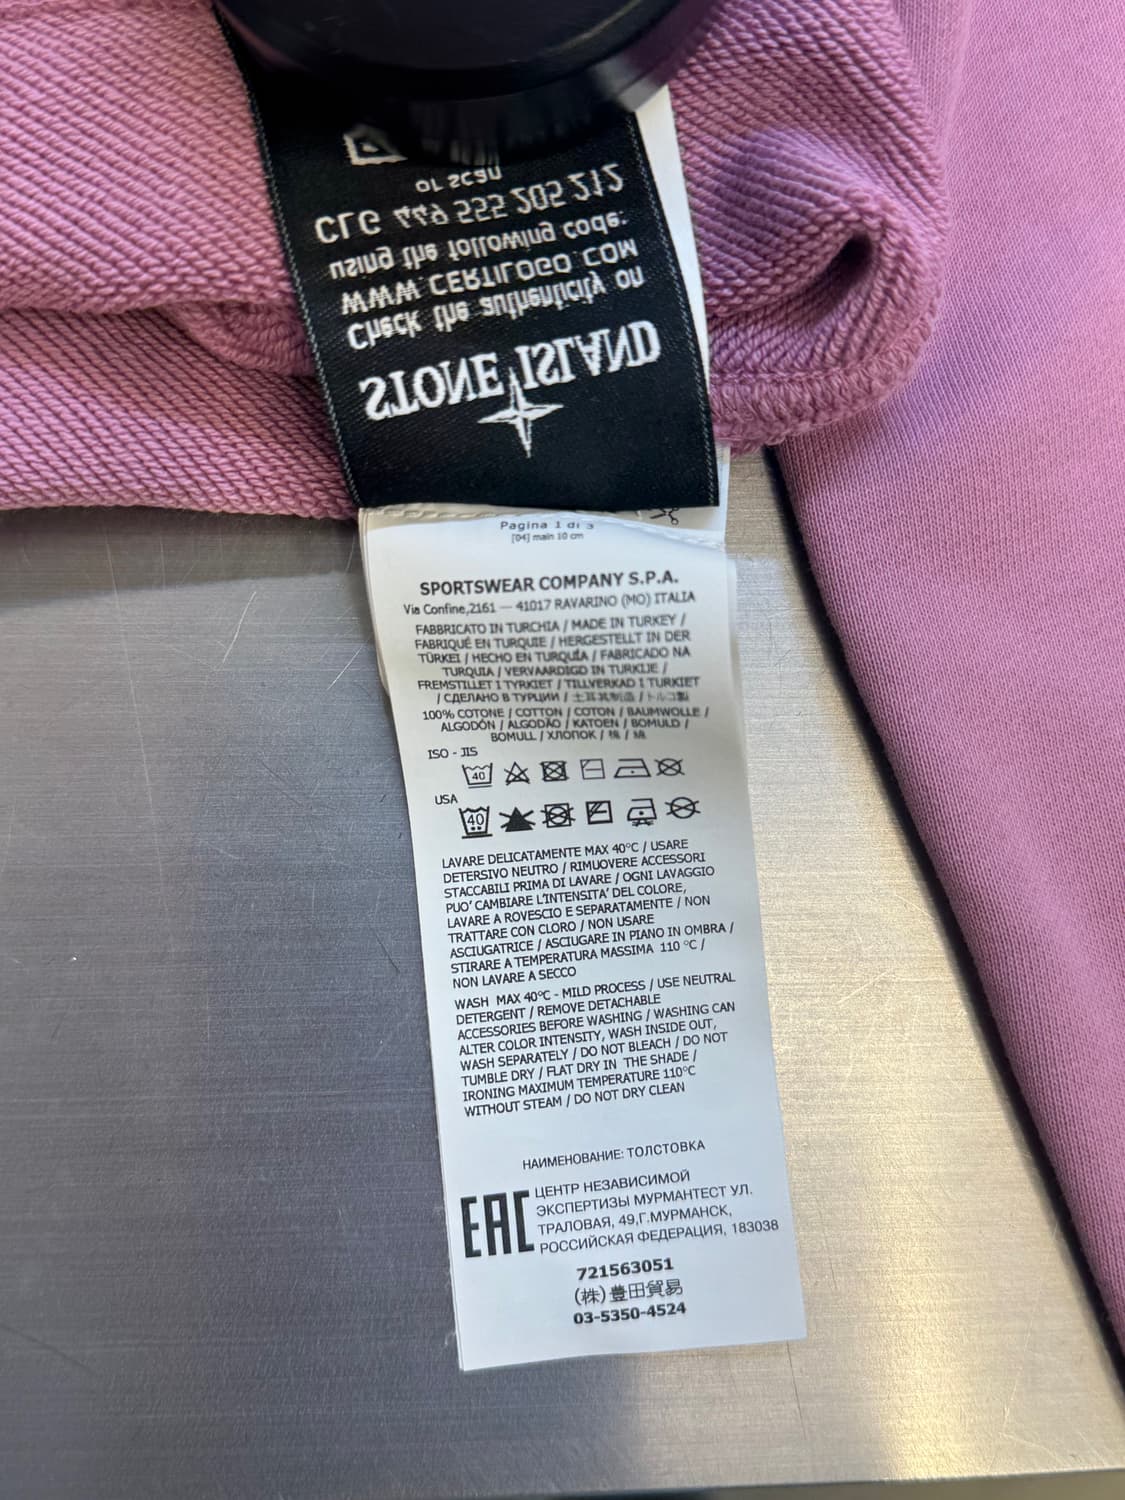 STONE ISLAND
Check the authenticity on
WWW.CERTILOGO.COM
using the following code:
CLG 449 555 205 212
or scan
Pagina 1 di 3
[04] main 10 cm
SPORTSWEAR COMPANY S.P.A.
Via Confine,2161 — 41017 RAVARINO (MO) ITALIA
FABBRICATO IN TURCHIA / MADE IN TURKEY /
FABRIQUÉ EN TURQUIE / HERGESTELLT IN DER
TÜRKEI / HECHO EN TURQUÍA / FABRICADO NA
TURQUIA / VERVAARDIGD IN TURKIJE /
FREMSTILLET I TYRKIET / TILLVERKAD I TURKIET
/ СДЕЛАНО В ТУРЦИИ / 土耳其制造 / トルコ製
100% COTONE / COTTON / COTON / BAUMWOLLE /
ALGODÓN / ALGODÃO / KATOEN / BOMULD /
BOMULL / ХЛОПОК / 棉 / 綿
ISO - JIS
40
USA
40
LAVARE DELICATAMENTE MAX 40°C / USARE
DETERSIVO NEUTRO / RIMUOVERE ACCESSORI
STACCABILI PRIMA DI LAVARE / OGNI LAVAGGIO
PUO' CAMBIARE L'INTENSITA' DEL COLORE,
LAVARE A ROVESCIO E SEPARATAMENTE / NON
TRATTARE CON CLORO / NON USARE
ASCIUGATRICE / ASCIUGARE IN PIANO IN OMBRA /
STIRARE A TEMPERATURA MASSIMA 110 °C /
NON LAVARE A SECCO
WASH MAX 40°C - MILD PROCESS / USE NEUTRAL
DETERGENT / REMOVE DETACHABLE
ACCESSORIES BEFORE WASHING / WASHING CAN
ALTER COLOR INTENSITY, WASH INSIDE OUT,
WASH SEPARATELY / DO NOT BLEACH / DO NOT
TUMBLE DRY / FLAT DRY IN THE SHADE /
IRONING MAXIMUM TEMPERATURE 110°C
WITHOUT STEAM / DO NOT DRY CLEAN
НАИМЕНОВАНИЕ: ТОЛСТОВКА
EAC
ЦЕНТР НЕЗАВИСИМОЙ
ЭКСПЕРТИЗЫ МУРМАНТЕСТ УЛ.
ТРАЛОВАЯ, 49,Г.МУРМАНСК,
РОССИЙСКАЯ ФЕДЕРАЦИЯ, 183038
721563051
(株)豊田貿易
03-5350-4524